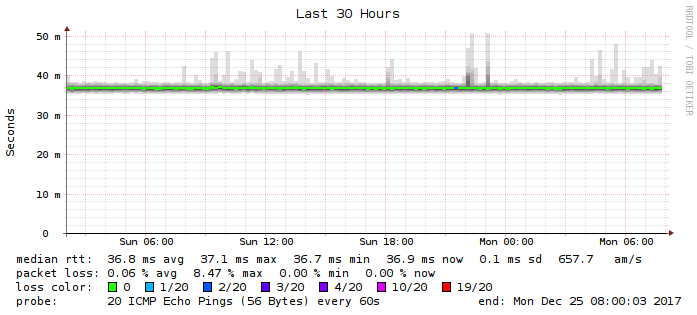 Last 30 Hours
RRDTOOL / TOBI OETIKER
Seconds
50 m
40 m
30 m
20 m
10 m
0
Sun 06:00 Sun 12:00 Sun 18:00 Mon 00:00 Mon 06:00
median rtt: 36.8 ms avg 37.1 ms max 36.7 ms min 36.9 ms now 0.1 ms sd 657.7 am/s
packet loss: 0.06 % avg 8.47 % max 0.00 % min 0.00 % now
loss color: 0 1/20 2/20 3/20 4/20 10/20 19/20
probe: 20 ICMP Echo Pings (56 Bytes) every 60s end: Mon Dec 25 08:00:03 2017